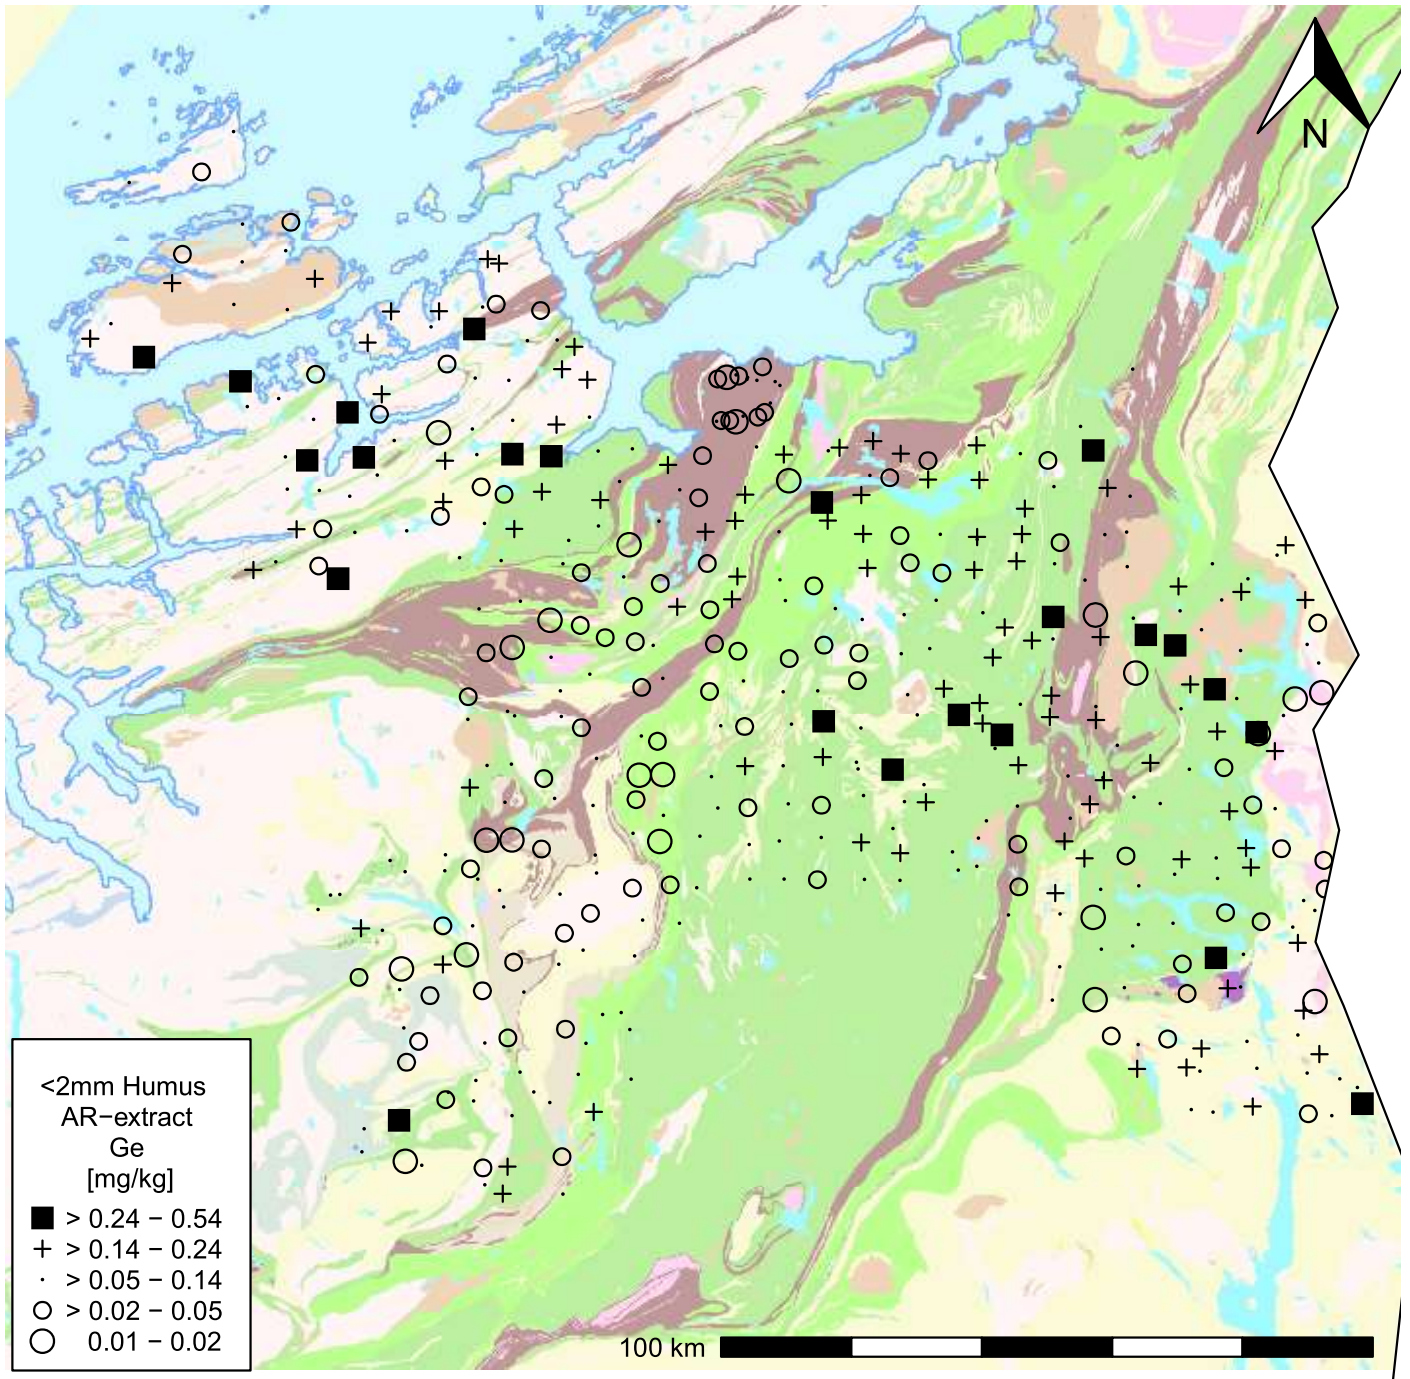 N
<2mm Humus
AR−extract
Ge
[mg/kg]
> 0.24 − 0.54
> 0.14 − 0.24
> 0.05 − 0.14
> 0.02 − 0.05
0.01 − 0.02
100 km